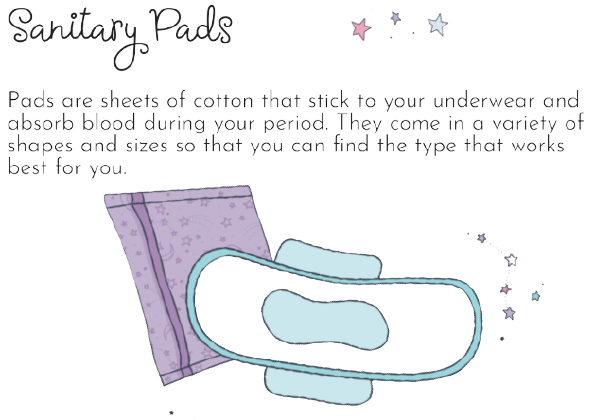 Sanitary Pads
Pads are sheets of cotton that stick to your underwear and
absorb blood during your period. They come in a variety of
shapes and sizes so that you can find the type that works
best for you.